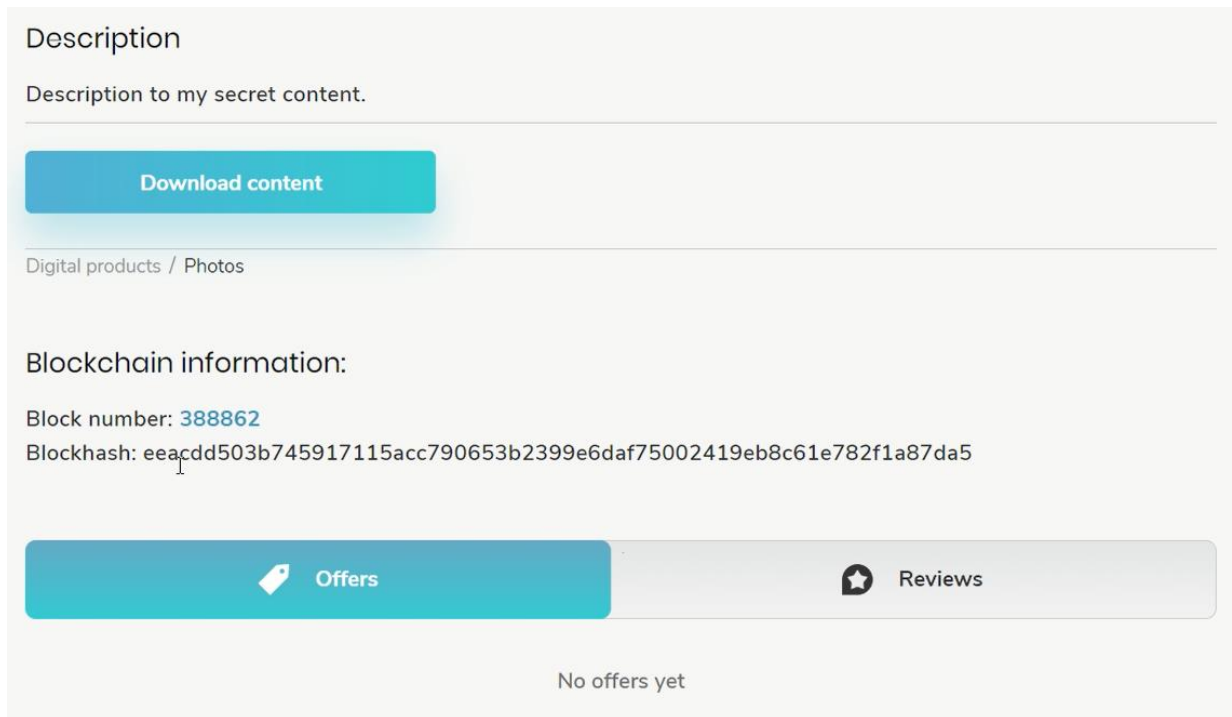 Description
Description to my secret content.
Download content
Digital products / Photos
Blockchain information:
Block number: 388862
Blockhash: eeacdd503b745917115acc790653b2399e6daf75002419eb8c61e782f1a87da5
Offers
Reviews
No offers yet